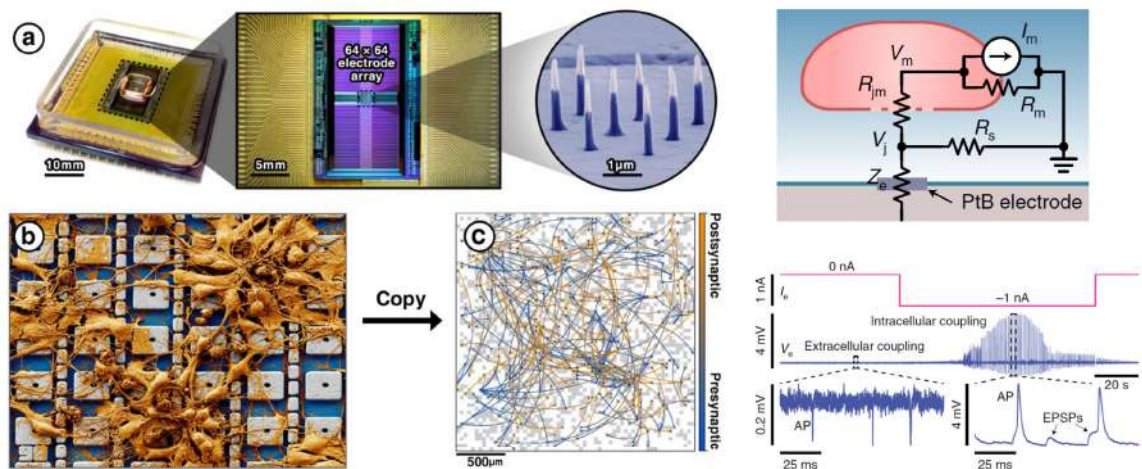 a
64 × 64
electrode
array
10mm
5mm
1µm
b
Copy
c
Postsynaptic
Presynaptic
500µm
Vm
Im
Rjm
Rm
Vj
Rs
Ze
PtB electrode
0 nA
1 nA
Ie
−1 nA
4 mV
Intracellular coupling
Ve
Extracellular coupling
20 s
0.2 mV
AP
25 ms
4 mV
AP
EPSPs
25 ms